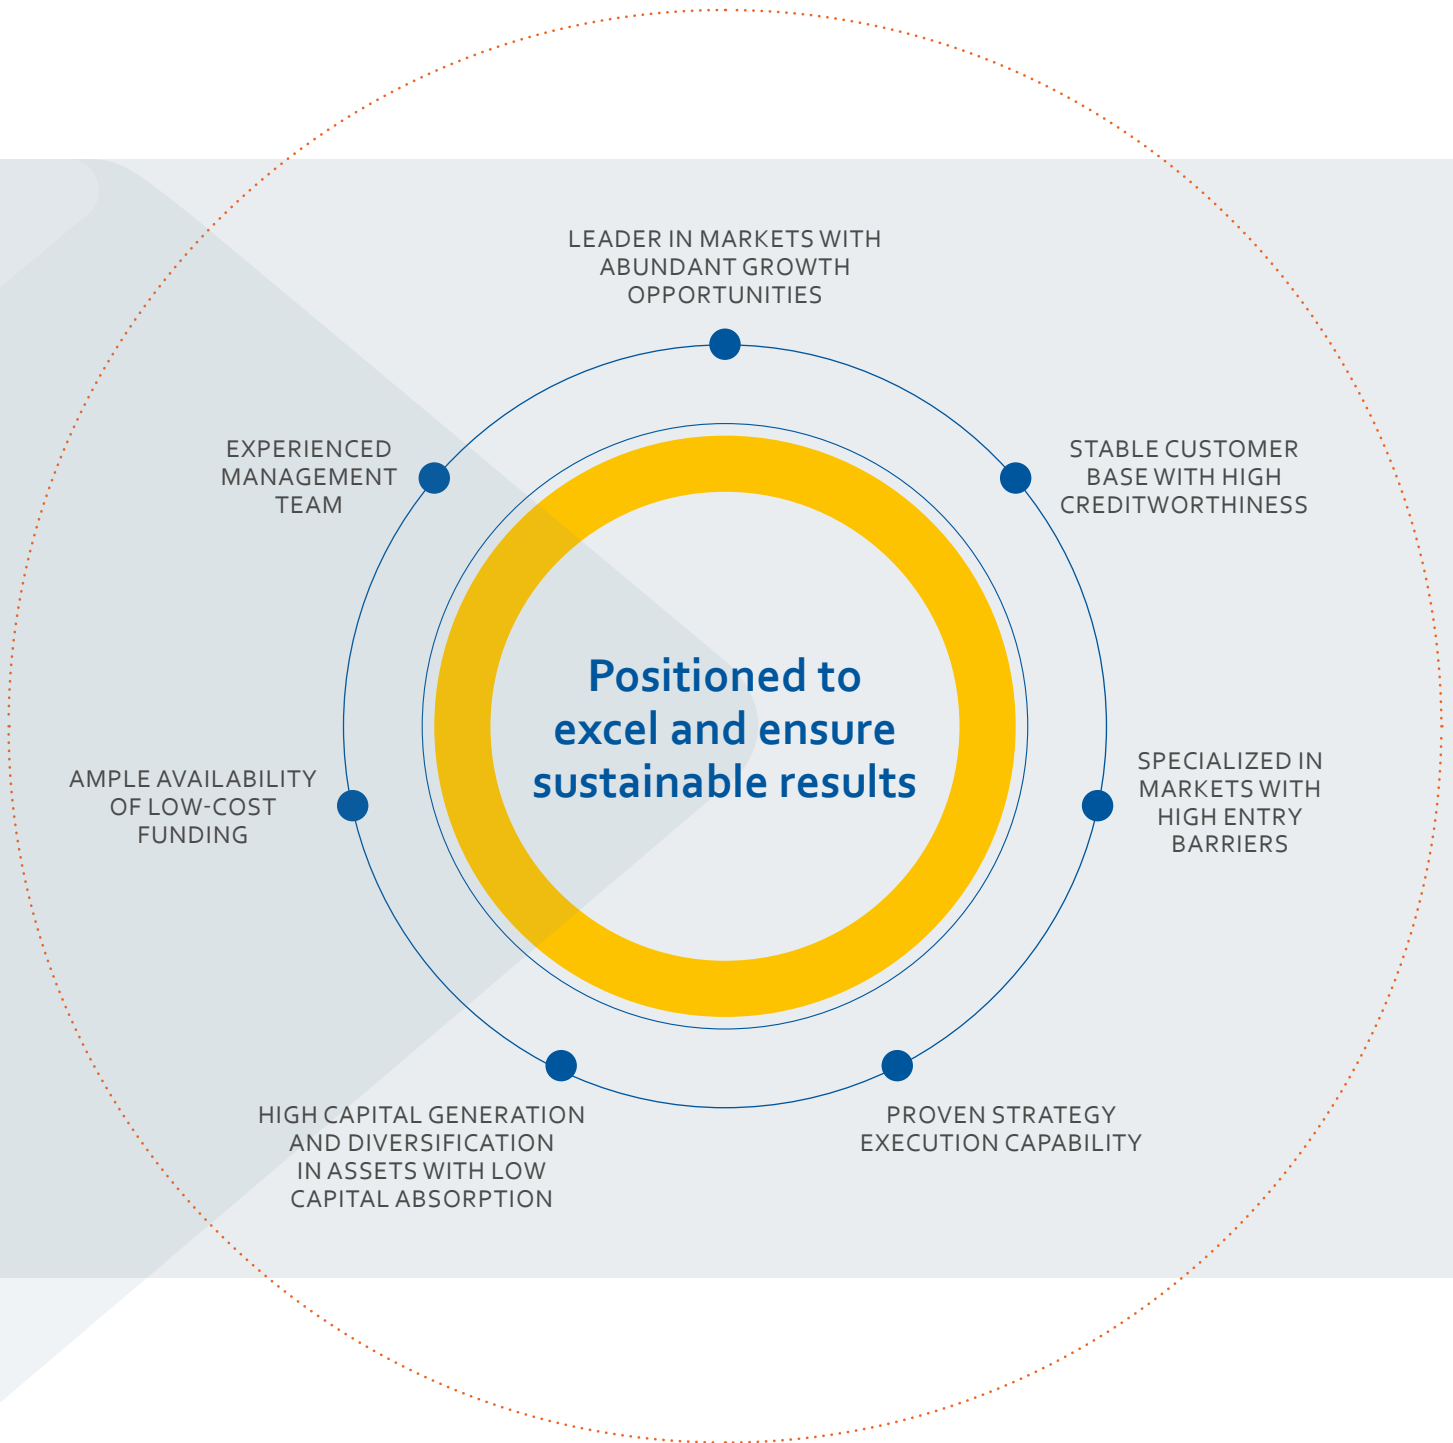 LEADER IN MARKETS WITH
ABUNDANT GROWTH
OPPORTUNITIES
STABLE CUSTOMER
BASE WITH HIGH
CREDITWORTHINESS
SPECIALIZED IN
MARKETS WITH
HIGH ENTRY
BARRIERS
PROVEN STRATEGY
EXECUTION CAPABILITY
HIGH CAPITAL GENERATION
AND DIVERSIFICATION
IN ASSETS WITH LOW
CAPITAL ABSORPTION
AMPLE AVAILABILITY
OF LOW-COST
FUNDING
EXPERIENCED
MANAGEMENT
TEAM
Positioned to
excel and ensure
sustainable results